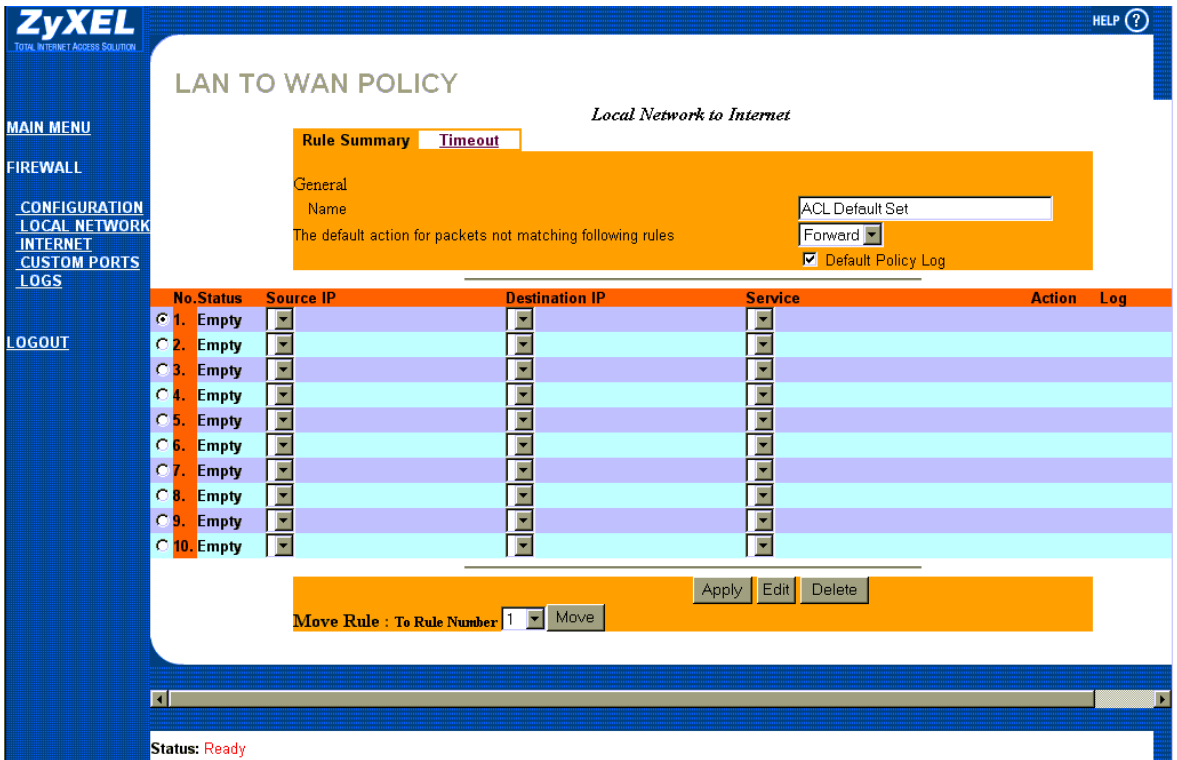 ZyXEL
TOTAL INTERNET ACCESS SOLUTION
HELP ?
MAIN MENU
FIREWALL
CONFIGURATION
LOCAL NETWORK
INTERNET
CUSTOM PORTS
LOGS
LOGOUT
LAN TO WAN POLICY
Local Network to Internet
Rule Summary Timeout
General
Name ACL Default Set
The default action for packets not matching following rules Forward
Default Policy Log
No. Status Source IP Destination IP Service Action Log
1. Empty
2. Empty
3. Empty
4. Empty
5. Empty
6. Empty
7. Empty
8. Empty
9. Empty
10. Empty
Apply Edit Delete
Move Rule : To Rule Number 1 Move
Status: Ready